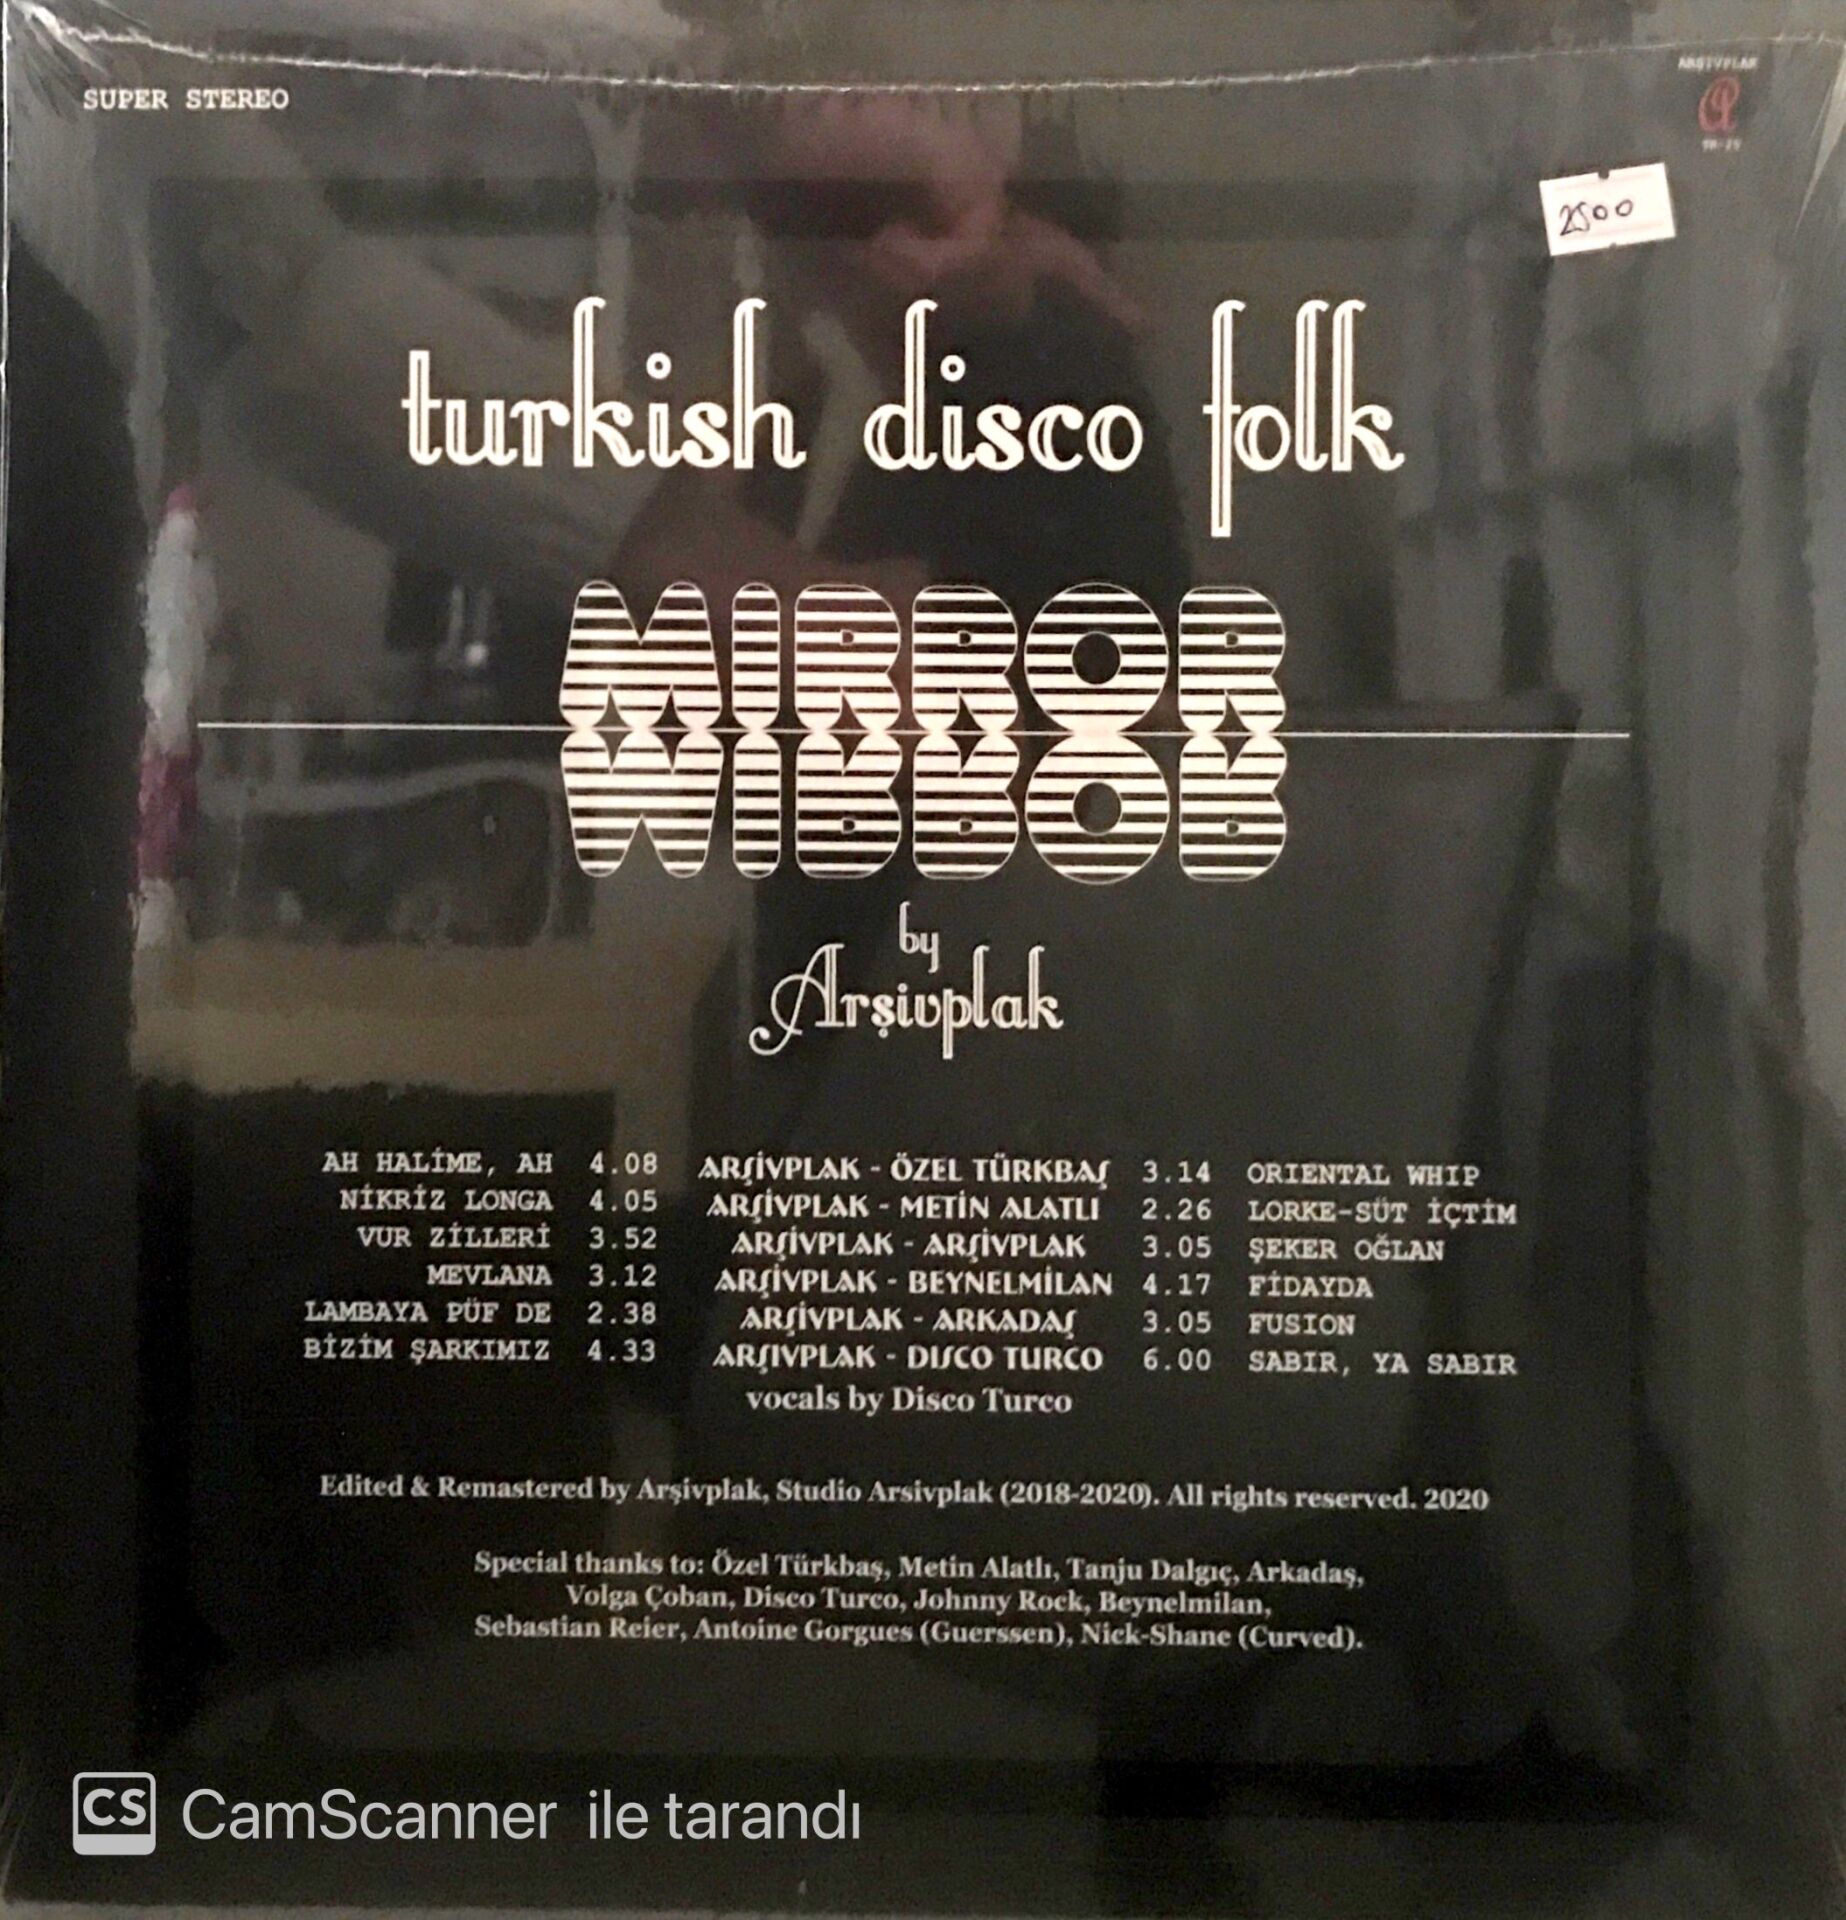 SUPER STEREO
ARŞİVPLAK
2500
turkish disco folk
MIRROR
by
Arşivplak
AH HALİME, AH 4.08 ARŞİVPLAK - ÖZEL TÜRKBAŞ 3.14 ORIENTAL WHIP
NİKRİZ LONGA 4.05 ARŞİVPLAK - METİN ALATLI 2.26 LORKE-SÜT İÇTİM
VUR ZİLLERİ 3.52 ARŞİVPLAK - ARŞİVPLAK 3.05 ŞEKER OĞLAN
MEVLANA 3.12 ARŞİVPLAK - BEYNELMİLAN 4.17 FİDAYDA
LAMBAYA PÜF DE 2.38 ARŞİVPLAK - ARKADAŞ 3.05 FUSION
BİZİM ŞARKIMIZ 4.33 ARŞIVPLAK - DISCO TURCO 6.00 SABIR, YA SABIR
vocals by Disco Turco
Edited & Remastered by Arşivplak, Studio Arsivplak (2018-2020). All rights reserved. 2020
Special thanks to: Özel Türkbaş, Metin Alatlı, Tanju Dalgıç, Arkadaş,
Volga Çoban, Disco Turco, Johnny Rock, Beynelmilan,
Sebastian Reier, Antoine Gorgues (Guerssen), Nick-Shane (Curved).
CS CamScanner ile tarandı